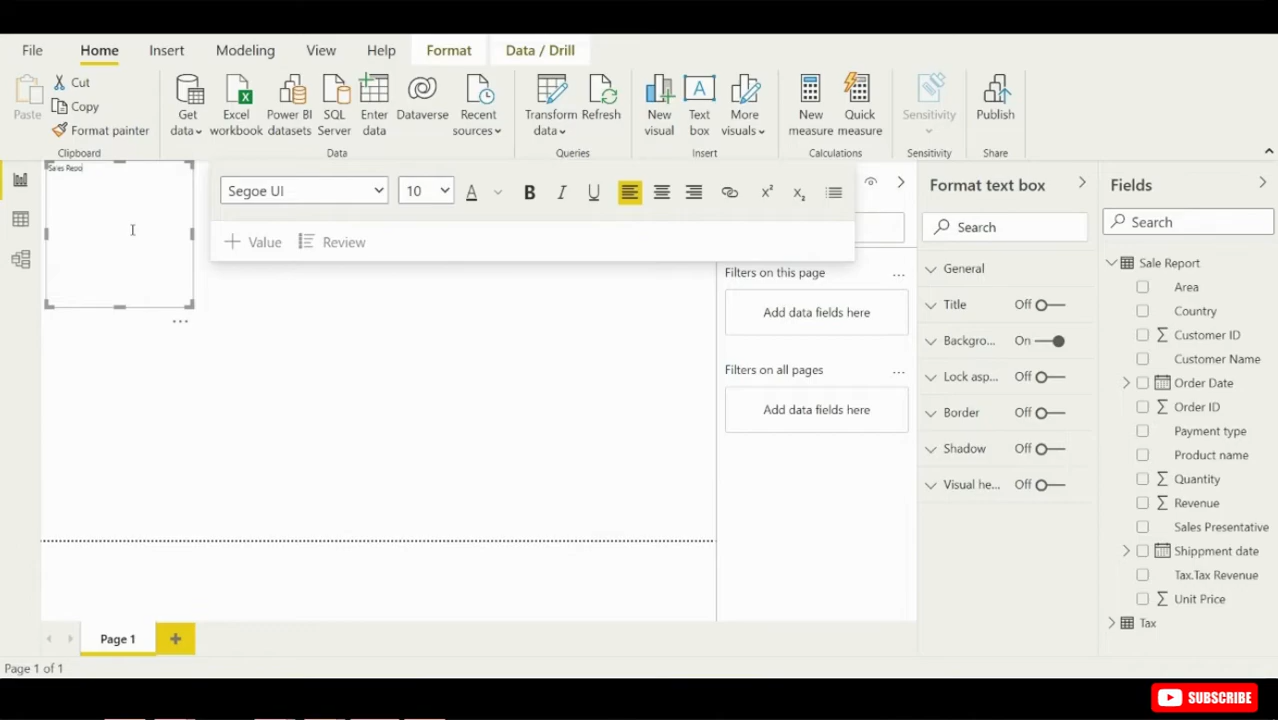 File Home Insert Modeling View Help Format Data / Drill
Paste Cut Copy Format painter
Get data Excel workbook Power BI datasets SQL Server Enter data Dataverse Recent sources
Transform data Refresh
New visual Text box More visuals
New measure Quick measure
Sensitivity
Publish
Clipboard Data Queries Insert Calculations Sensitivity Share
Sales Repo
Segoe UI 10 A B I U x² x₂
+ Value Review
Filters on this page ...
Add data fields here
Filters on all pages ...
Add data fields here
Format text box
Search
General
Title Off
Backgro... On
Lock asp... Off
Border Off
Shadow Off
Visual he... Off
Fields
Search
Sale Report
Area
Country
Σ Customer ID
Customer Name
Order Date
Σ Order ID
Payment type
Product name
Σ Quantity
Σ Revenue
Sales Presentative
Shippment date
Tax.Tax Revenue
Σ Unit Price
Tax
Page 1 +
Page 1 of 1
SUBSCRIBE